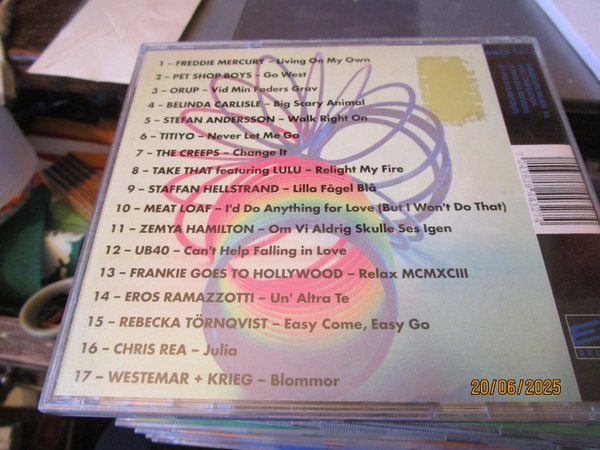 1 – FREDDIE MERCURY – Living On My Own
2 – PET SHOP BOYS – Go West
3 – ORUP – Vid Min Faders Grav
4 – BELINDA CARLISLE – Big Scary Animal
5 – STEFAN ANDERSSON – Walk Right On
6 – TITIYO – Never Let Me Go
7 – THE CREEPS – Change It
8 – TAKE THAT featuring LULU – Relight My Fire
9 – STAFFAN HELLSTRAND – Lilla Fågel Blå
10 – MEAT LOAF – I'd Do Anything for Love (But I Won't Do That)
11 – ZEMYA HAMILTON – Om Vi Aldrig Skulle Ses Igen
12 – UB40 – Can't Help Falling in Love
13 – FRANKIE GOES TO HOLLYWOOD – Relax MCMXCIII
14 – EROS RAMAZZOTTI – Un' Altra Te
15 – REBECKA TÖRNQVIST – Easy Come, Easy Go
16 – CHRIS REA – Julia
17 – WESTEMAR + KRIEG – Blommor
20/06/2025